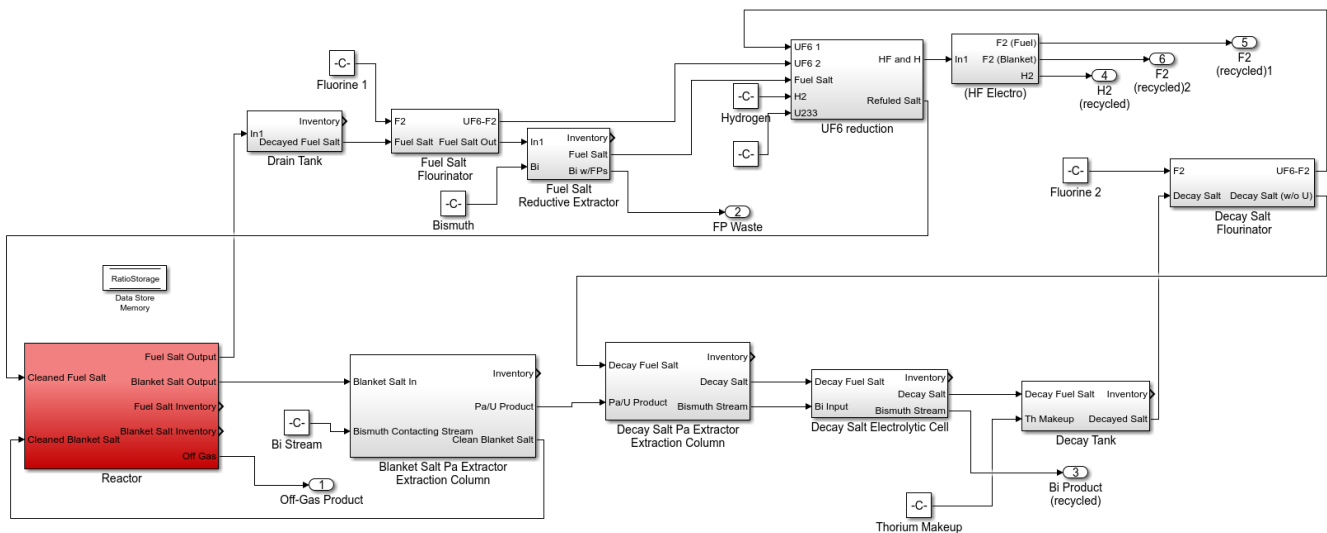 -C-
Fluorine 1
In1
Inventory
Decayed Fuel Salt
Drain Tank
F2
Fuel Salt
UF6-F2
Fuel Salt Out
Fuel Salt
Flourinator
-C-
Bismuth
In1
Bi
Inventory
Fuel Salt
Bi w/FPs
Fuel Salt
Reductive Extractor
2
FP Waste
-C-
Hydrogen
-C-
UF6 1
UF6 2
Fuel Salt
H2
U233
HF and H
Refuled Salt
UF6 reduction
In1
F2 (Fuel)
F2 (Blanket)
H2
(HF Electro)
5
F2
(recycled)1
6
F2
(recycled)2
4
H2
(recycled)
-C-
Fluorine 2
F2
Decay Salt
UF6-F2
Decay Salt (w/o U)
Decay Salt
Flourinator
RatioStorage
Data Store
Memory
Cleaned Fuel Salt
Cleaned Blanket Salt
Fuel Salt Output
Blanket Salt Output
Fuel Salt Inventory
Blanket Salt Inventory
Off Gas
Reactor
1
Off-Gas Product
-C-
Bi Stream
Blanket Salt In
Bismuth Contacting Stream
Inventory
Pa/U Product
Clean Blanket Salt
Blanket Salt Pa Extractor
Extraction Column
Decay Fuel Salt
Pa/U Product
Inventory
Decay Salt
Bismuth Stream
Decay Salt Pa Extractor
Extraction Column
Decay Fuel Salt
Bi Input
Inventory
Decay Salt
Bismuth Stream
Decay Salt Electrolytic Cell
Decay Fuel Salt
Th Makeup
Inventory
Decayed Salt
Decay Tank
3
Bi Product
(recycled)
-C-
Thorium Makeup